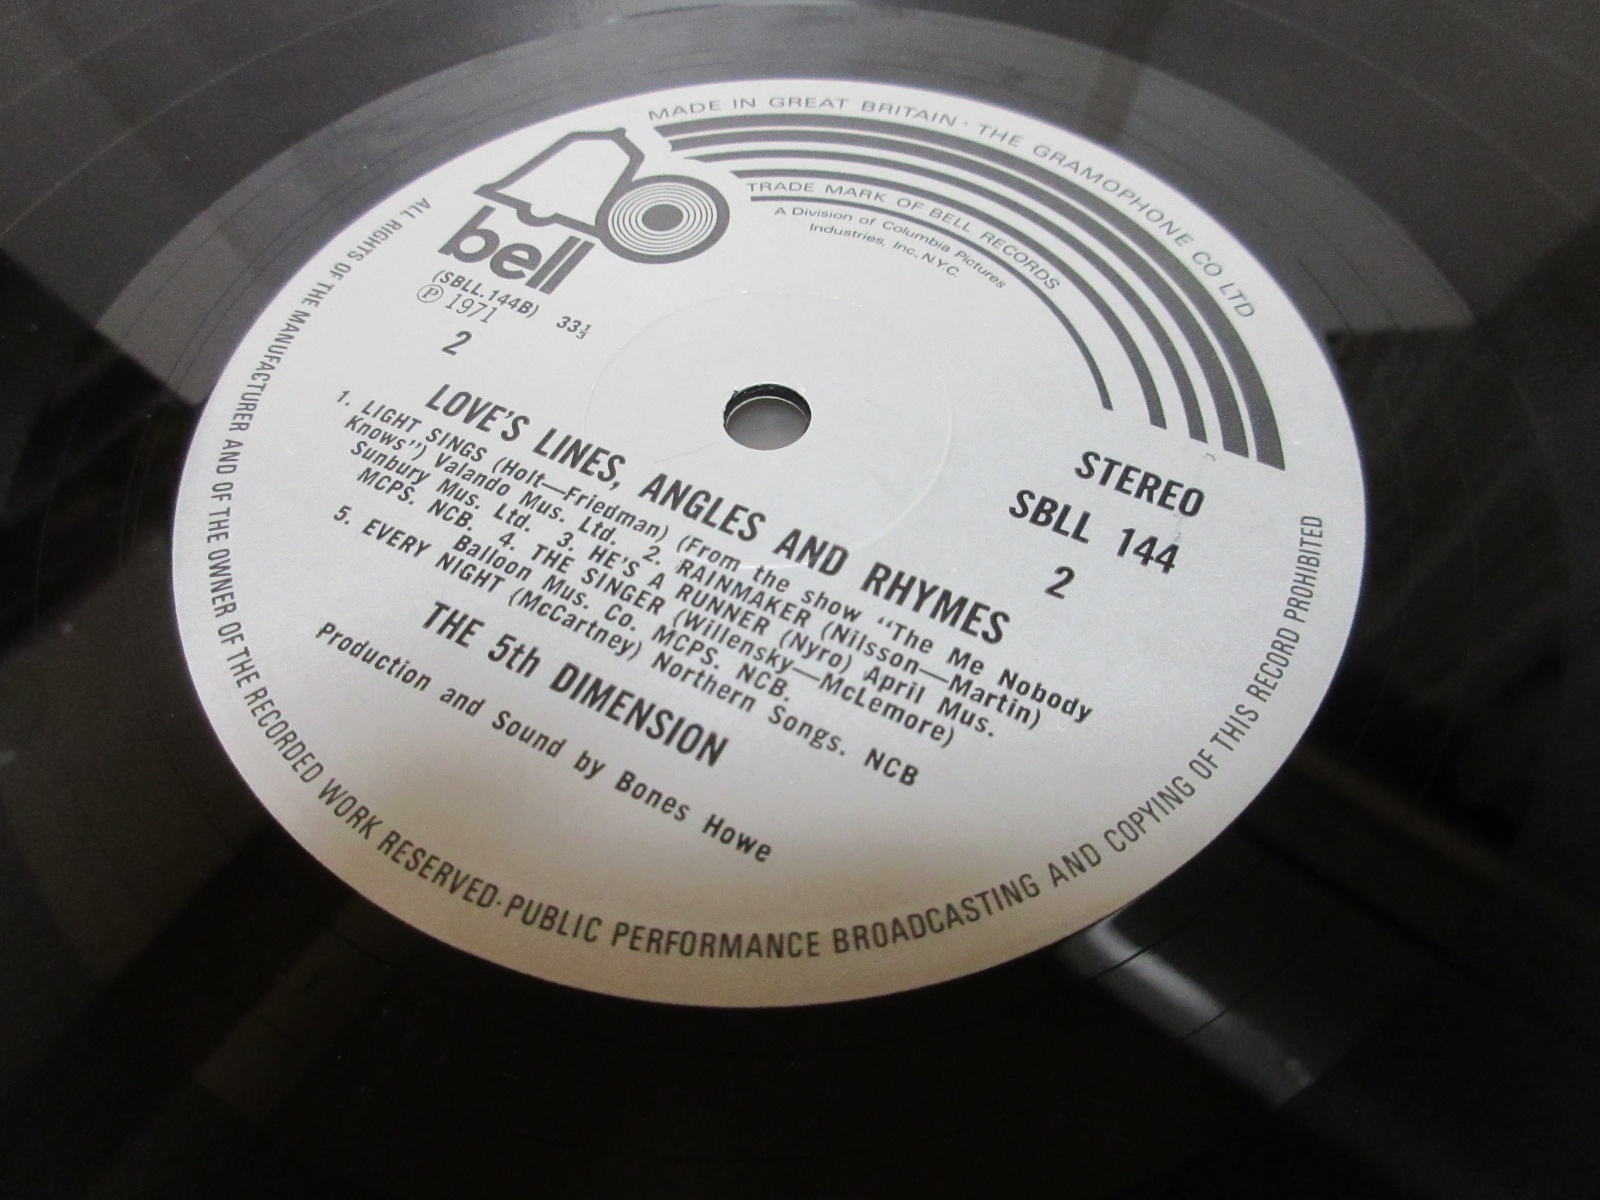 MADE IN GREAT BRITAIN · THE GRAMOPHONE CO LTD
TRADE MARK OF BELL RECORDS
A Division of Columbia Pictures
Industries, Inc. N.Y.C.
bell
(SBLL.144B) 33⅓
℗ 1971
2
STEREO
SBLL 144
2
LOVE'S LINES, ANGLES AND RHYMES
1. LIGHT SINGS (Holt—Friedman) (From the show "The Me Nobody
Knows") Valando Mus. Ltd. 2. RAINMAKER (Nilsson—Martin)
Sunbury Mus. Ltd. 3. HE'S A RUNNER (Nyro) April Mus.
MCPS. NCB. 4. THE SINGER (Willensky—McLemore)
Balloon Mus. Co. MCPS. NCB.
5. EVERY NIGHT (McCartney) Northern Songs. NCB
THE 5th DIMENSION
Production and Sound by Bones Howe
ALL RIGHTS OF THE MANUFACTURER AND OF THE OWNER OF THE RECORDED WORK RESERVED · PUBLIC PERFORMANCE BROADCASTING AND COPYING OF THIS RECORD PROHIBITED